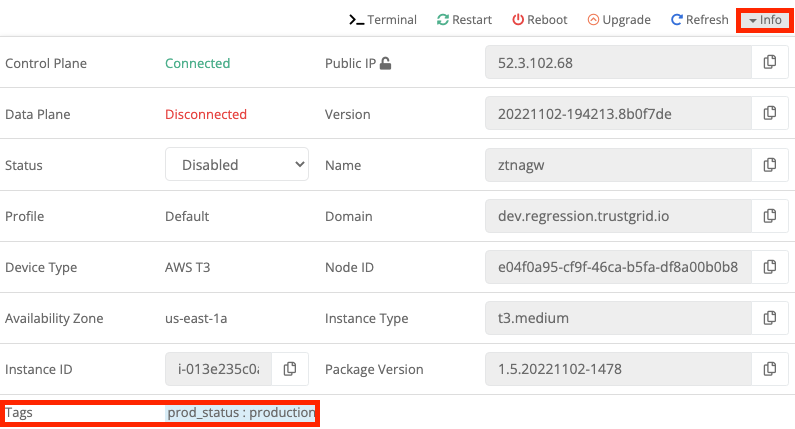 Terminal Restart Reboot Upgrade Refresh Info
Control Plane Connected Public IP 52.3.102.68
Data Plane Disconnected Version 20221102-194213.8b0f7de
Status Disabled Name ztnagw
Profile Default Domain dev.regression.trustgrid.io
Device Type AWS T3 Node ID e04f0a95-cf9f-46ca-b5fa-df8a00b0b8
Availability Zone us-east-1a Instance Type t3.medium
Instance ID i-013e235c0a Package Version 1.5.20221102-1478
Tags prod_status : production